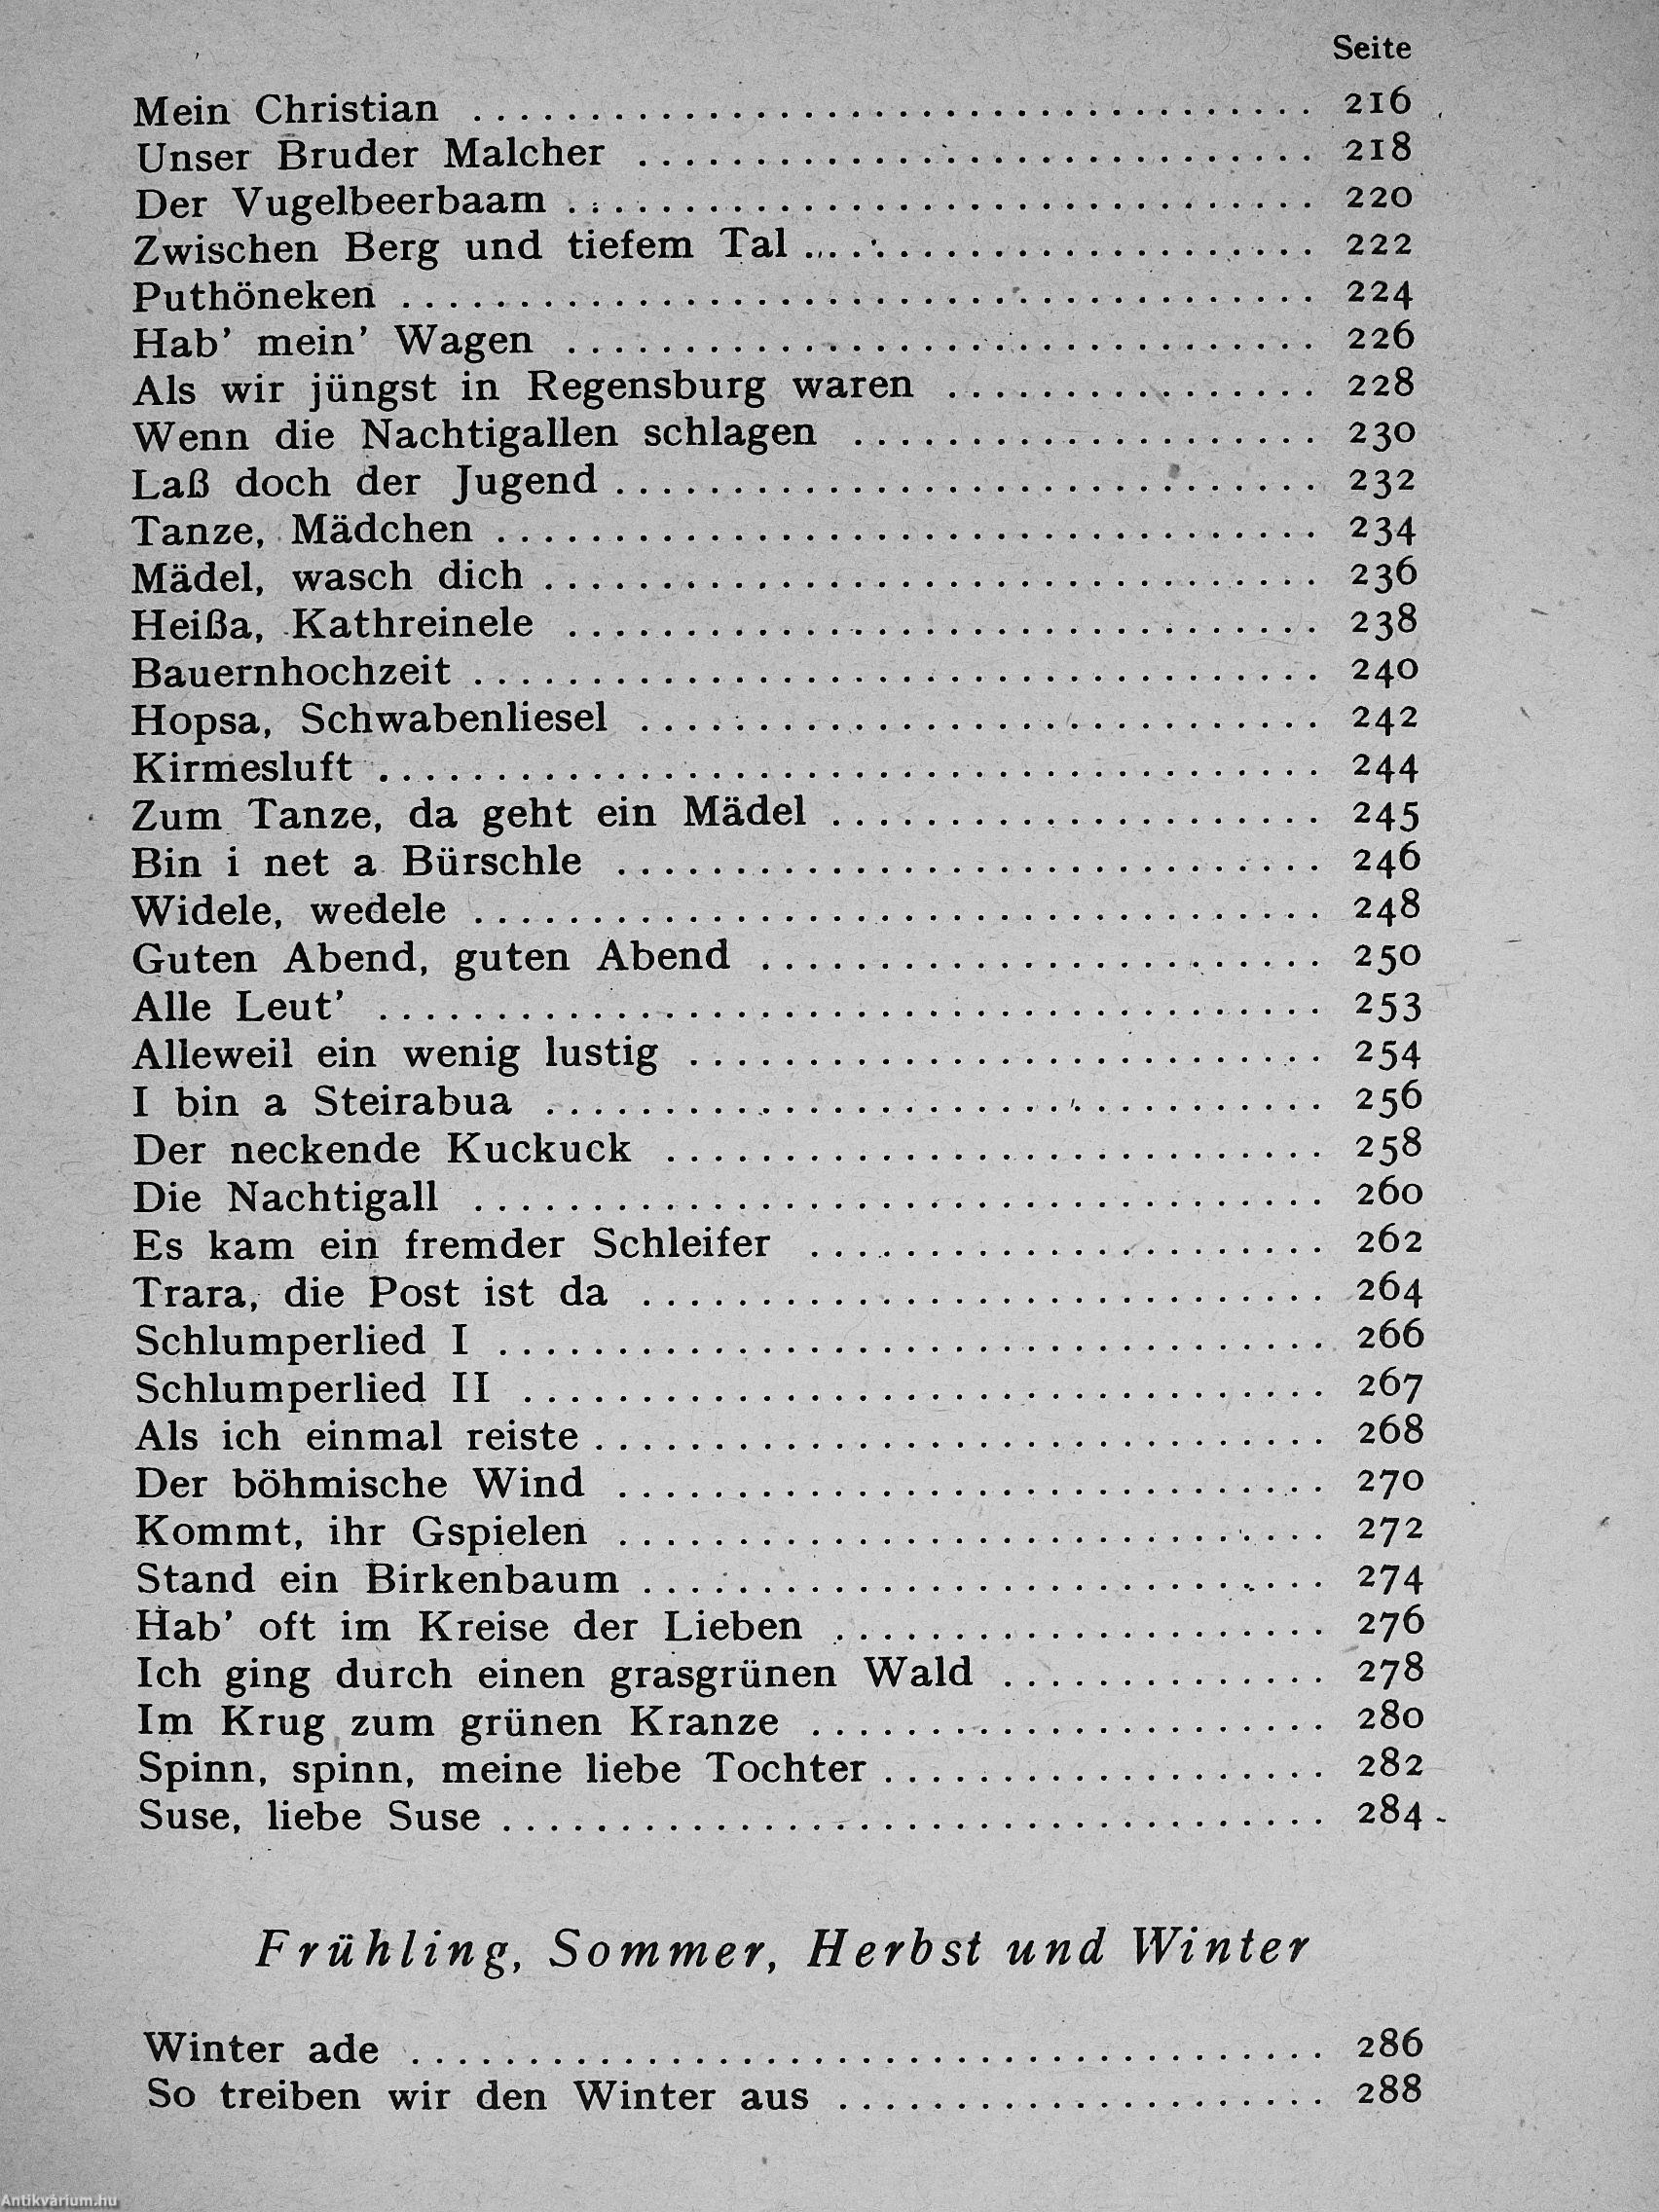 Seite
Mein Christian ................................... 216
Unser Bruder Malcher ............................. 218
Der Vugelbeerbaam ................................ 220
Zwischen Berg und tiefem Tal ..................... 222
Puthöneken ....................................... 224
Hab’ mein’ Wagen ................................. 226
Als wir jüngst in Regensburg waren ............... 228
Wenn die Nachtigallen schlagen ................... 230
Laß doch der Jugend .............................. 232
Tanze, Mädchen ................................... 234
Mädel, wasch dich ................................ 236
Heißa, Kathreinele ............................... 238
Bauernhochzeit ................................... 240
Hopsa, Schwabenliesel ............................ 242
Kirmesluft ....................................... 244
Zum Tanze, da geht ein Mädel ..................... 245
Bin i net a Bürschle ............................. 246
Widele, wedele ................................... 248
Guten Abend, guten Abend ......................... 250
Alle Leut’ ....................................... 253
Alleweil ein wenig lustig ........................ 254
I bin a Steirabua ................................ 256
Der neckende Kuckuck ............................. 258
Die Nachtigall ................................... 260
Es kam ein fremder Schleifer ..................... 262
Trara, die Post ist da ........................... 264
Schlumperlied I .................................. 266
Schlumperlied II ................................. 267
Als ich einmal reiste ............................ 268
Der böhmische Wind ............................... 270
Kommt, ihr Gspielen .............................. 272
Stand ein Birkenbaum ............................. 274
Hab’ oft im Kreise der Lieben .................... 276
Ich ging durch einen grasgrünen Wald ............. 278
Im Krug zum grünen Kranze ........................ 280
Spinn, spinn, meine liebe Tochter ................ 282
Suse, liebe Suse ................................. 284
Frühling, Sommer, Herbst und Winter
Winter ade ....................................... 286
So treiben wir den Winter aus .................... 288
Antikvárium.hu